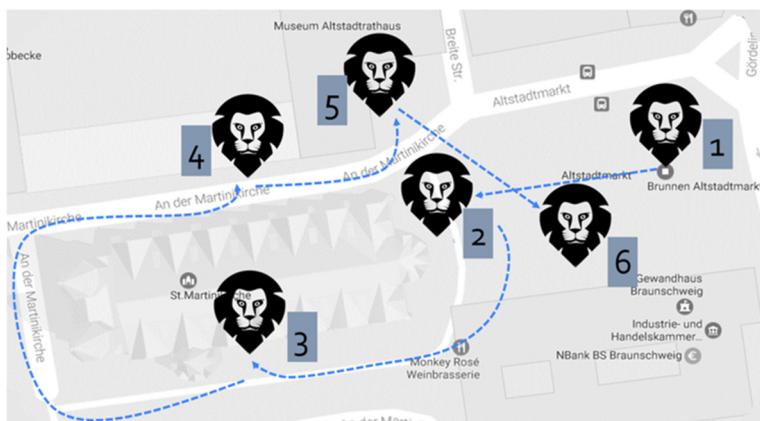 Museum Altstadtrathaus
öbecke
Breite Str.
Gördelin
Altstadtmarkt
5
4
1
An der Martinikirche
Altstadtmarkt
Brunnen Altstadtmarkt
An der Martinikirche
Martinikirche
2
6
An der Martinikirche
St.Martini
che
3
Gewandhaus
Braunschweig
Industrie- und
Handelskammer...
NBank BS Braunschweig
€
Monkey Rosé
Weinbrasserie